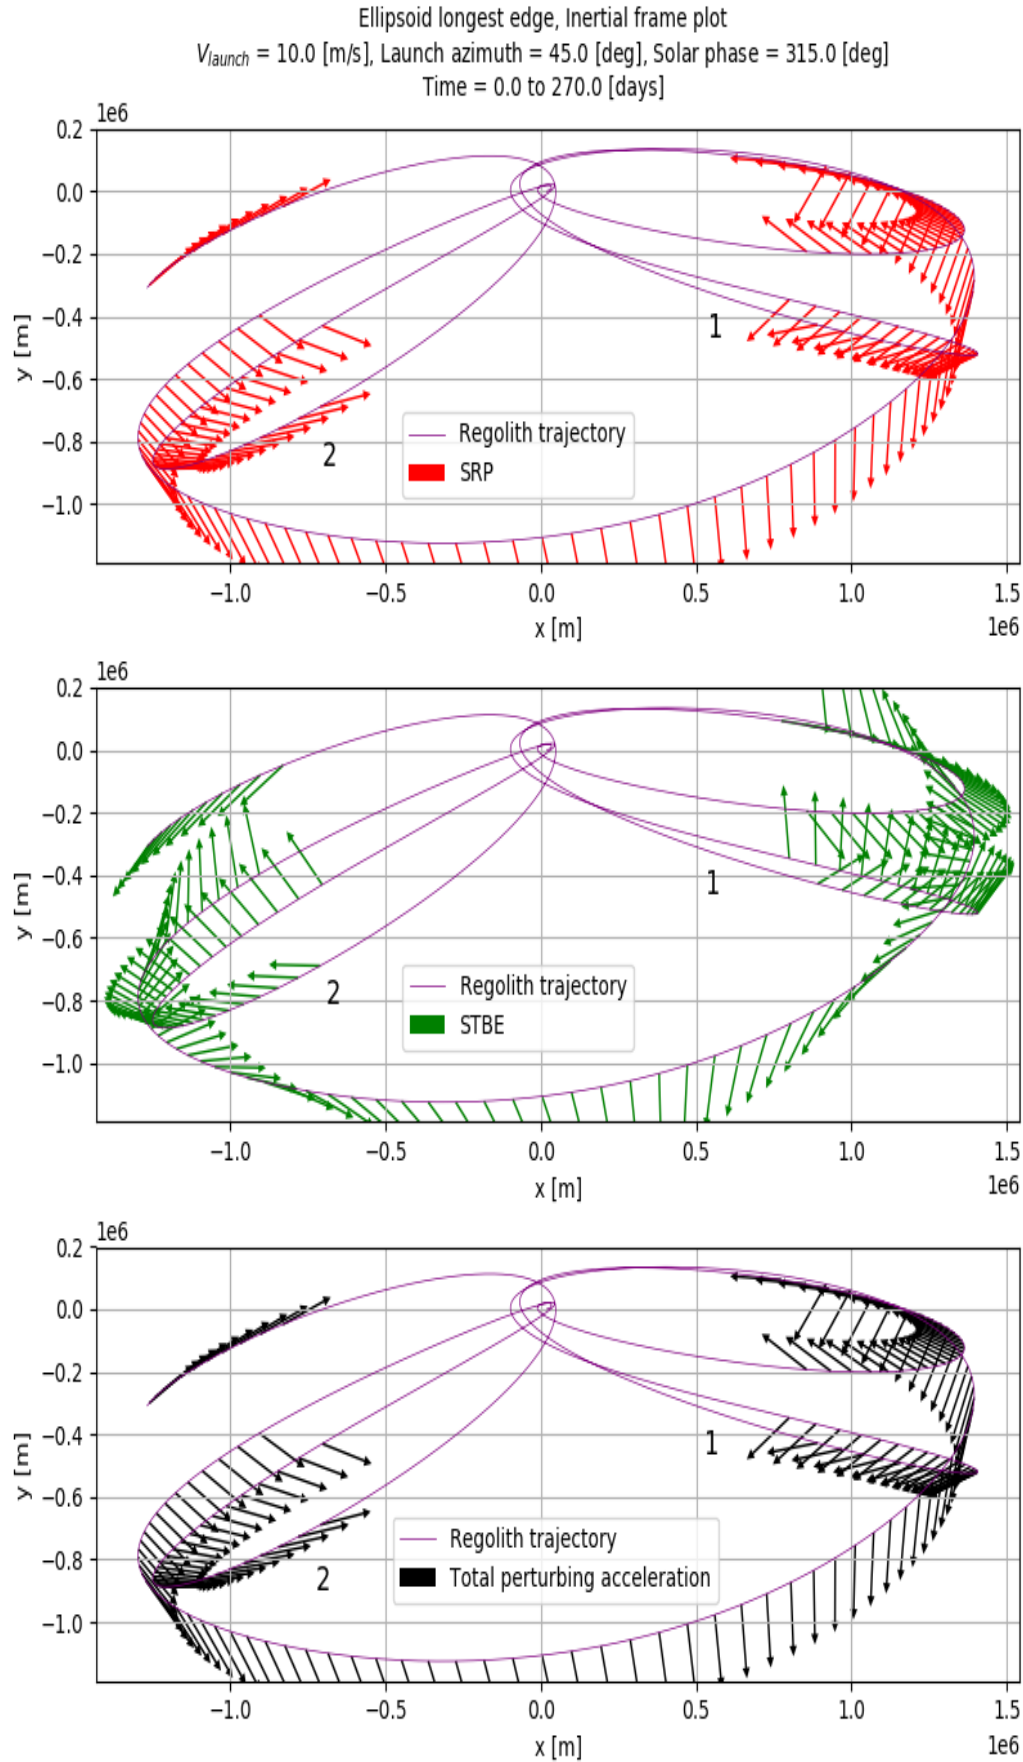 Ellipsoid longest edge, Inertial frame plot
V_launch = 10.0 [m/s], Launch azimuth = 45.0 [deg], Solar phase = 315.0 [deg]
Time = 0.0 to 270.0 [days]
1e6
0.2
0.0
−0.2
−0.4
−0.6
−0.8
−1.0
y [m]
1
2
Regolith trajectory
SRP
−1.0 −0.5 0.0 0.5 1.0 1.5
1e6
x [m]
1e6
0.2
0.0
−0.2
−0.4
−0.6
−0.8
−1.0
y [m]
1
2
Regolith trajectory
STBE
−1.0 −0.5 0.0 0.5 1.0 1.5
1e6
x [m]
1e6
0.2
0.0
−0.2
−0.4
−0.6
−0.8
−1.0
y [m]
1
2
Regolith trajectory
Total perturbing acceleration
−1.0 −0.5 0.0 0.5 1.0 1.5
1e6
x [m]